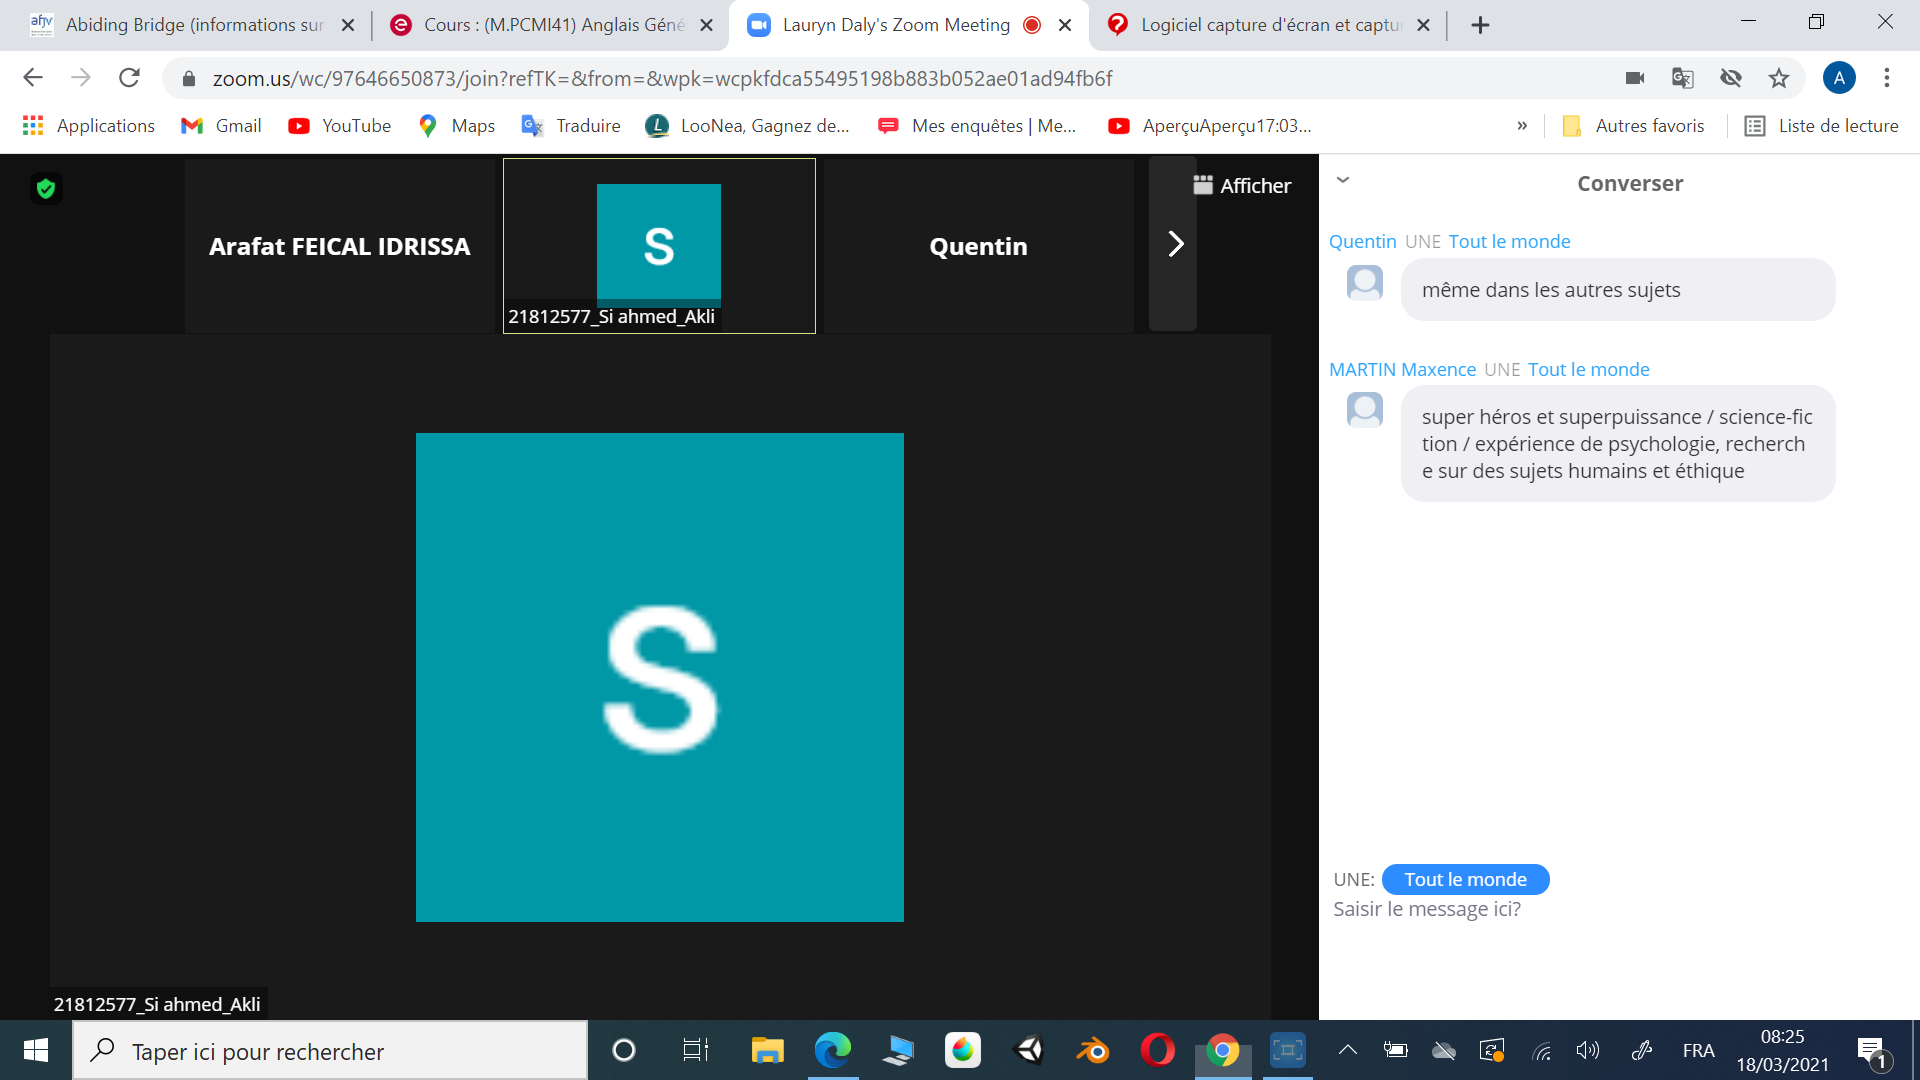 afjv Abiding Bridge (informations sur
Cours : (M.PCMI41) Anglais Géné
Lauryn Daly's Zoom Meeting
Logiciel capture d'écran et captu
zoom.us/wc/97646650873/join?refTK=&from=&wpk=wcpkfdca55495198b883b052ae01ad94fb6f
A
Applications Gmail YouTube Maps Traduire LooNea, Gagnez de... Mes enquêtes | Me... AperçuAperçu17:03... » Autres favoris Liste de lecture
Arafat FEICAL IDRISSA
S
21812577_Si ahmed_Akli
Quentin
Afficher
S
21812577_Si ahmed_Akli
Converser
Quentin UNE Tout le monde
même dans les autres sujets
MARTIN Maxence UNE Tout le monde
super héros et superpuissance / science-fic
tion / expérience de psychologie, recherch
e sur des sujets humains et éthique
UNE: Tout le monde
Saisir le message ici?
Taper ici pour rechercher
FRA
08:25
18/03/2021
1